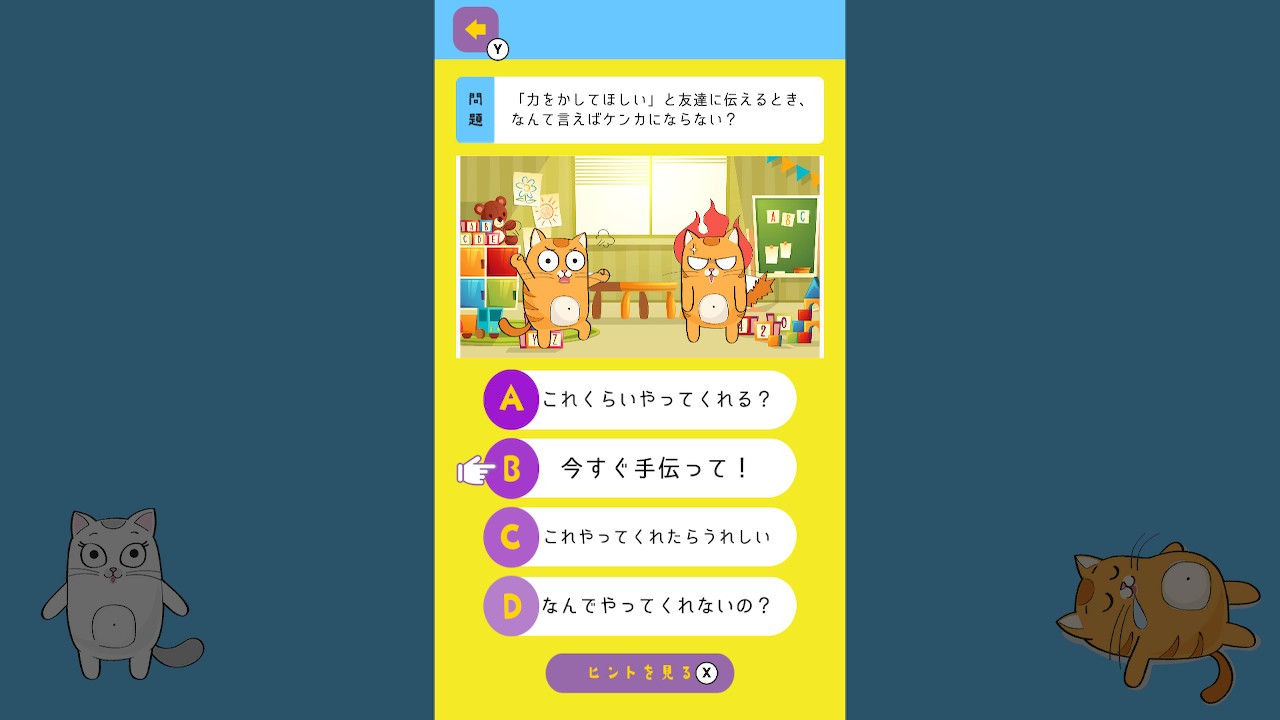 Y
問題
「力をかしてほしい」と友達に伝えるとき、
なんて言えばケンカにならない？
A B C
A B
C D E
Y Z
2 0
A これくらいやってくれる？
B 今すぐ手伝って！
C これやってくれたらうれしい
D なんでやってくれないの？
ヒントを見る X